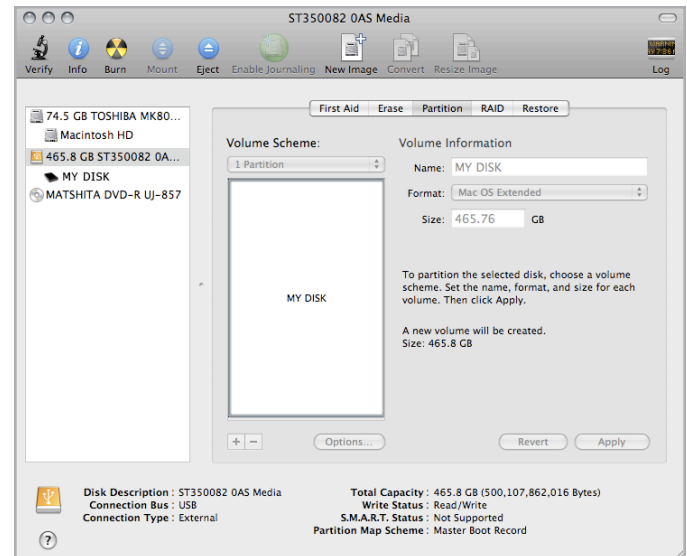 ST350082 0AS Media
Verify Info Burn Mount Eject Enable Journaling New Image Convert Resize Image Log
First Aid Erase Partition RAID Restore
74.5 GB TOSHIBA MK80...
Macintosh HD
465.8 GB ST350082 0A...
MY DISK
MATSHITA DVD-R UJ-857
Volume Scheme:
1 Partition
MY DISK
+ − Options...
Volume Information
Name: MY DISK
Format: Mac OS Extended
Size: 465.76 GB
To partition the selected disk, choose a volume
scheme. Set the name, format, and size for each
volume. Then click Apply.
A new volume will be created.
Size: 465.8 GB
Revert Apply
Disk Description : ST350082 0AS Media
Connection Bus : USB
Connection Type : External
Total Capacity : 465.8 GB (500,107,862,016 Bytes)
Write Status : Read/Write
S.M.A.R.T. Status : Not Supported
Partition Map Scheme : Master Boot Record
?